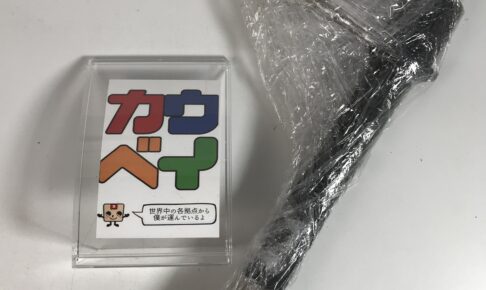 カウ
ベイ
世界中の各拠点から
僕が運んでいるよ